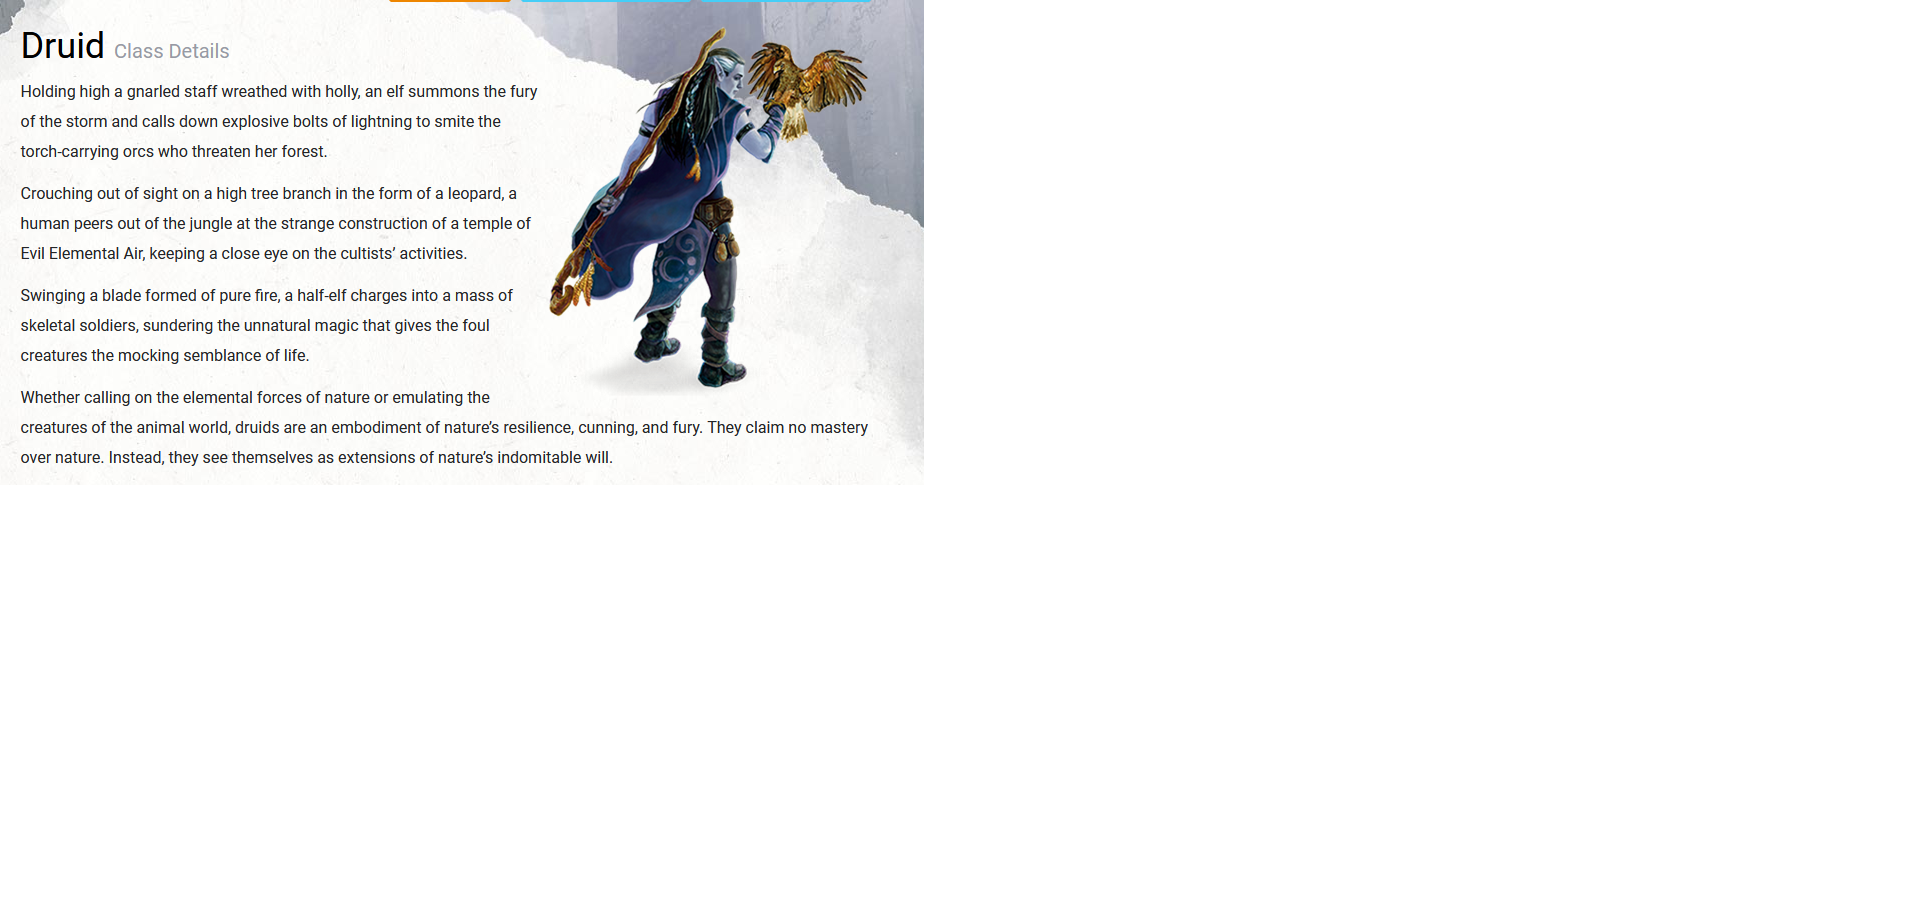 Druid Class Details
Holding high a gnarled staff wreathed with holly, an elf summons the fury
of the storm and calls down explosive bolts of lightning to smite the
torch-carrying orcs who threaten her forest.
Crouching out of sight on a high tree branch in the form of a leopard, a
human peers out of the jungle at the strange construction of a temple of
Evil Elemental Air, keeping a close eye on the cultists’ activities.
Swinging a blade formed of pure fire, a half-elf charges into a mass of
skeletal soldiers, sundering the unnatural magic that gives the foul
creatures the mocking semblance of life.
Whether calling on the elemental forces of nature or emulating the
creatures of the animal world, druids are an embodiment of nature’s resilience, cunning, and fury. They claim no mastery
over nature. Instead, they see themselves as extensions of nature’s indomitable will.